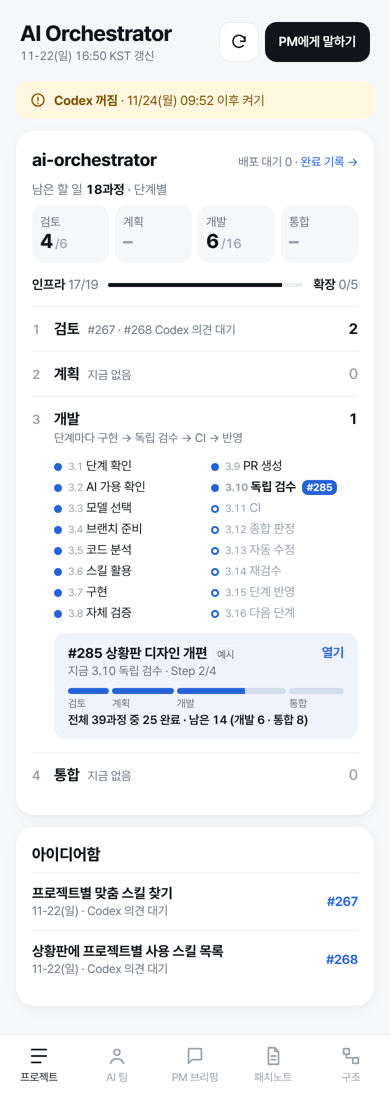 AI Orchestrator
11-22(일) 16:50 KST 갱신
PM에게 말하기
Codex 꺼짐 · 11/24(월) 09:52 이후 켜기
ai-orchestrator
배포 대기 0 · 완료 기록 →
남은 할 일 18과정 · 단계별
검토
4/6
계획
–
개발
6/16
통합
–
인프라 17/19
확장 0/5
1 검토 #267 · #268 Codex 의견 대기 2
2 계획 지금 없음 0
3 개발 1
단계마다 구현 → 독립 검수 → CI → 반영
3.1 단계 확인
3.2 AI 가용 확인
3.3 모델 선택
3.4 브랜치 준비
3.5 코드 분석
3.6 스킬 활용
3.7 구현
3.8 자체 검증
3.9 PR 생성
3.10 독립 검수 #285
3.11 CI
3.12 종합 판정
3.13 자동 수정
3.14 재검수
3.15 단계 반영
3.16 다음 단계
#285 상황판 디자인 개편 예시 열기
지금 3.10 독립 검수 · Step 2/4
검토 계획 개발 통합
전체 39과정 중 25 완료 · 남은 14 (개발 6 · 통합 8)
4 통합 지금 없음 0
아이디어함
프로젝트별 맞춤 스킬 찾기
11-22(일) · Codex 의견 대기
#267
상황판에 프로젝트별 사용 스킬 목록
11-22(일) · Codex 의견 대기
#268
프로젝트
AI 팀
PM 브리핑
패치노트
구조